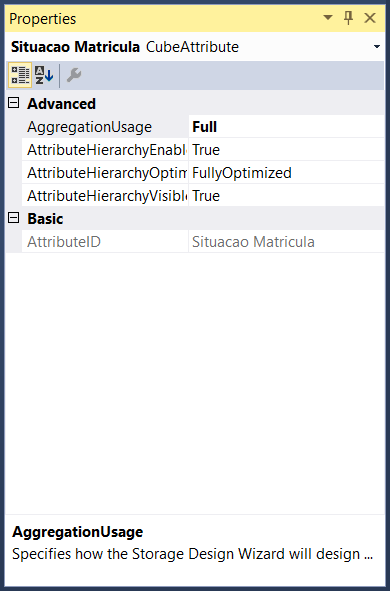 Properties
Situacao Matricula CubeAttribute
Advanced
AggregationUsage Full
AttributeHierarchyEnabl True
AttributeHierarchyOptim FullyOptimized
AttributeHierarchyVisible True
Basic
AttributeID Situacao Matricula
AggregationUsage
Specifies how the Storage Design Wizard will design ...